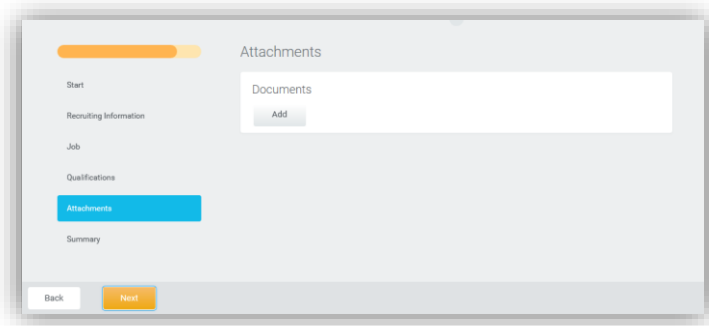 Attachments
Start
Recruiting Information
Job
Qualifications
Attachments
Summary
Documents
Add
Back
Next